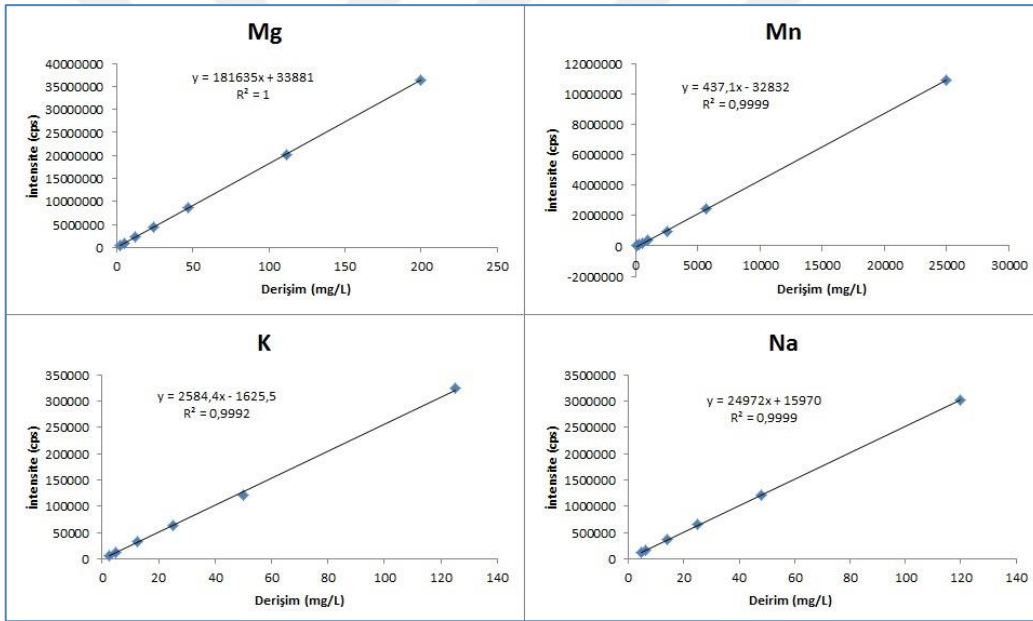 Mg
y = 181635x + 33881
R² = 1
İntensite (cps)
40000000
35000000
30000000
25000000
20000000
15000000
10000000
5000000
0
0 50 100 150 200 250
Derişim (mg/L)
Mn
y = 437,1x - 32832
R² = 0,9999
İntensite (cps)
12000000
10000000
8000000
6000000
4000000
2000000
0
-2000000
0 5000 10000 15000 20000 25000 30000
Derişim (mg/L)
K
y = 2584,4x - 1625,5
R² = 0,9992
İntensite (cps)
350000
300000
250000
200000
150000
100000
50000
0
0 20 40 60 80 100 120 140
Derişim (mg/L)
Na
y = 24972x + 15970
R² = 0,9999
İntensite (cps)
3500000
3000000
2500000
2000000
1500000
1000000
500000
0
0 20 40 60 80 100 120 140
Deirim (mg/L)